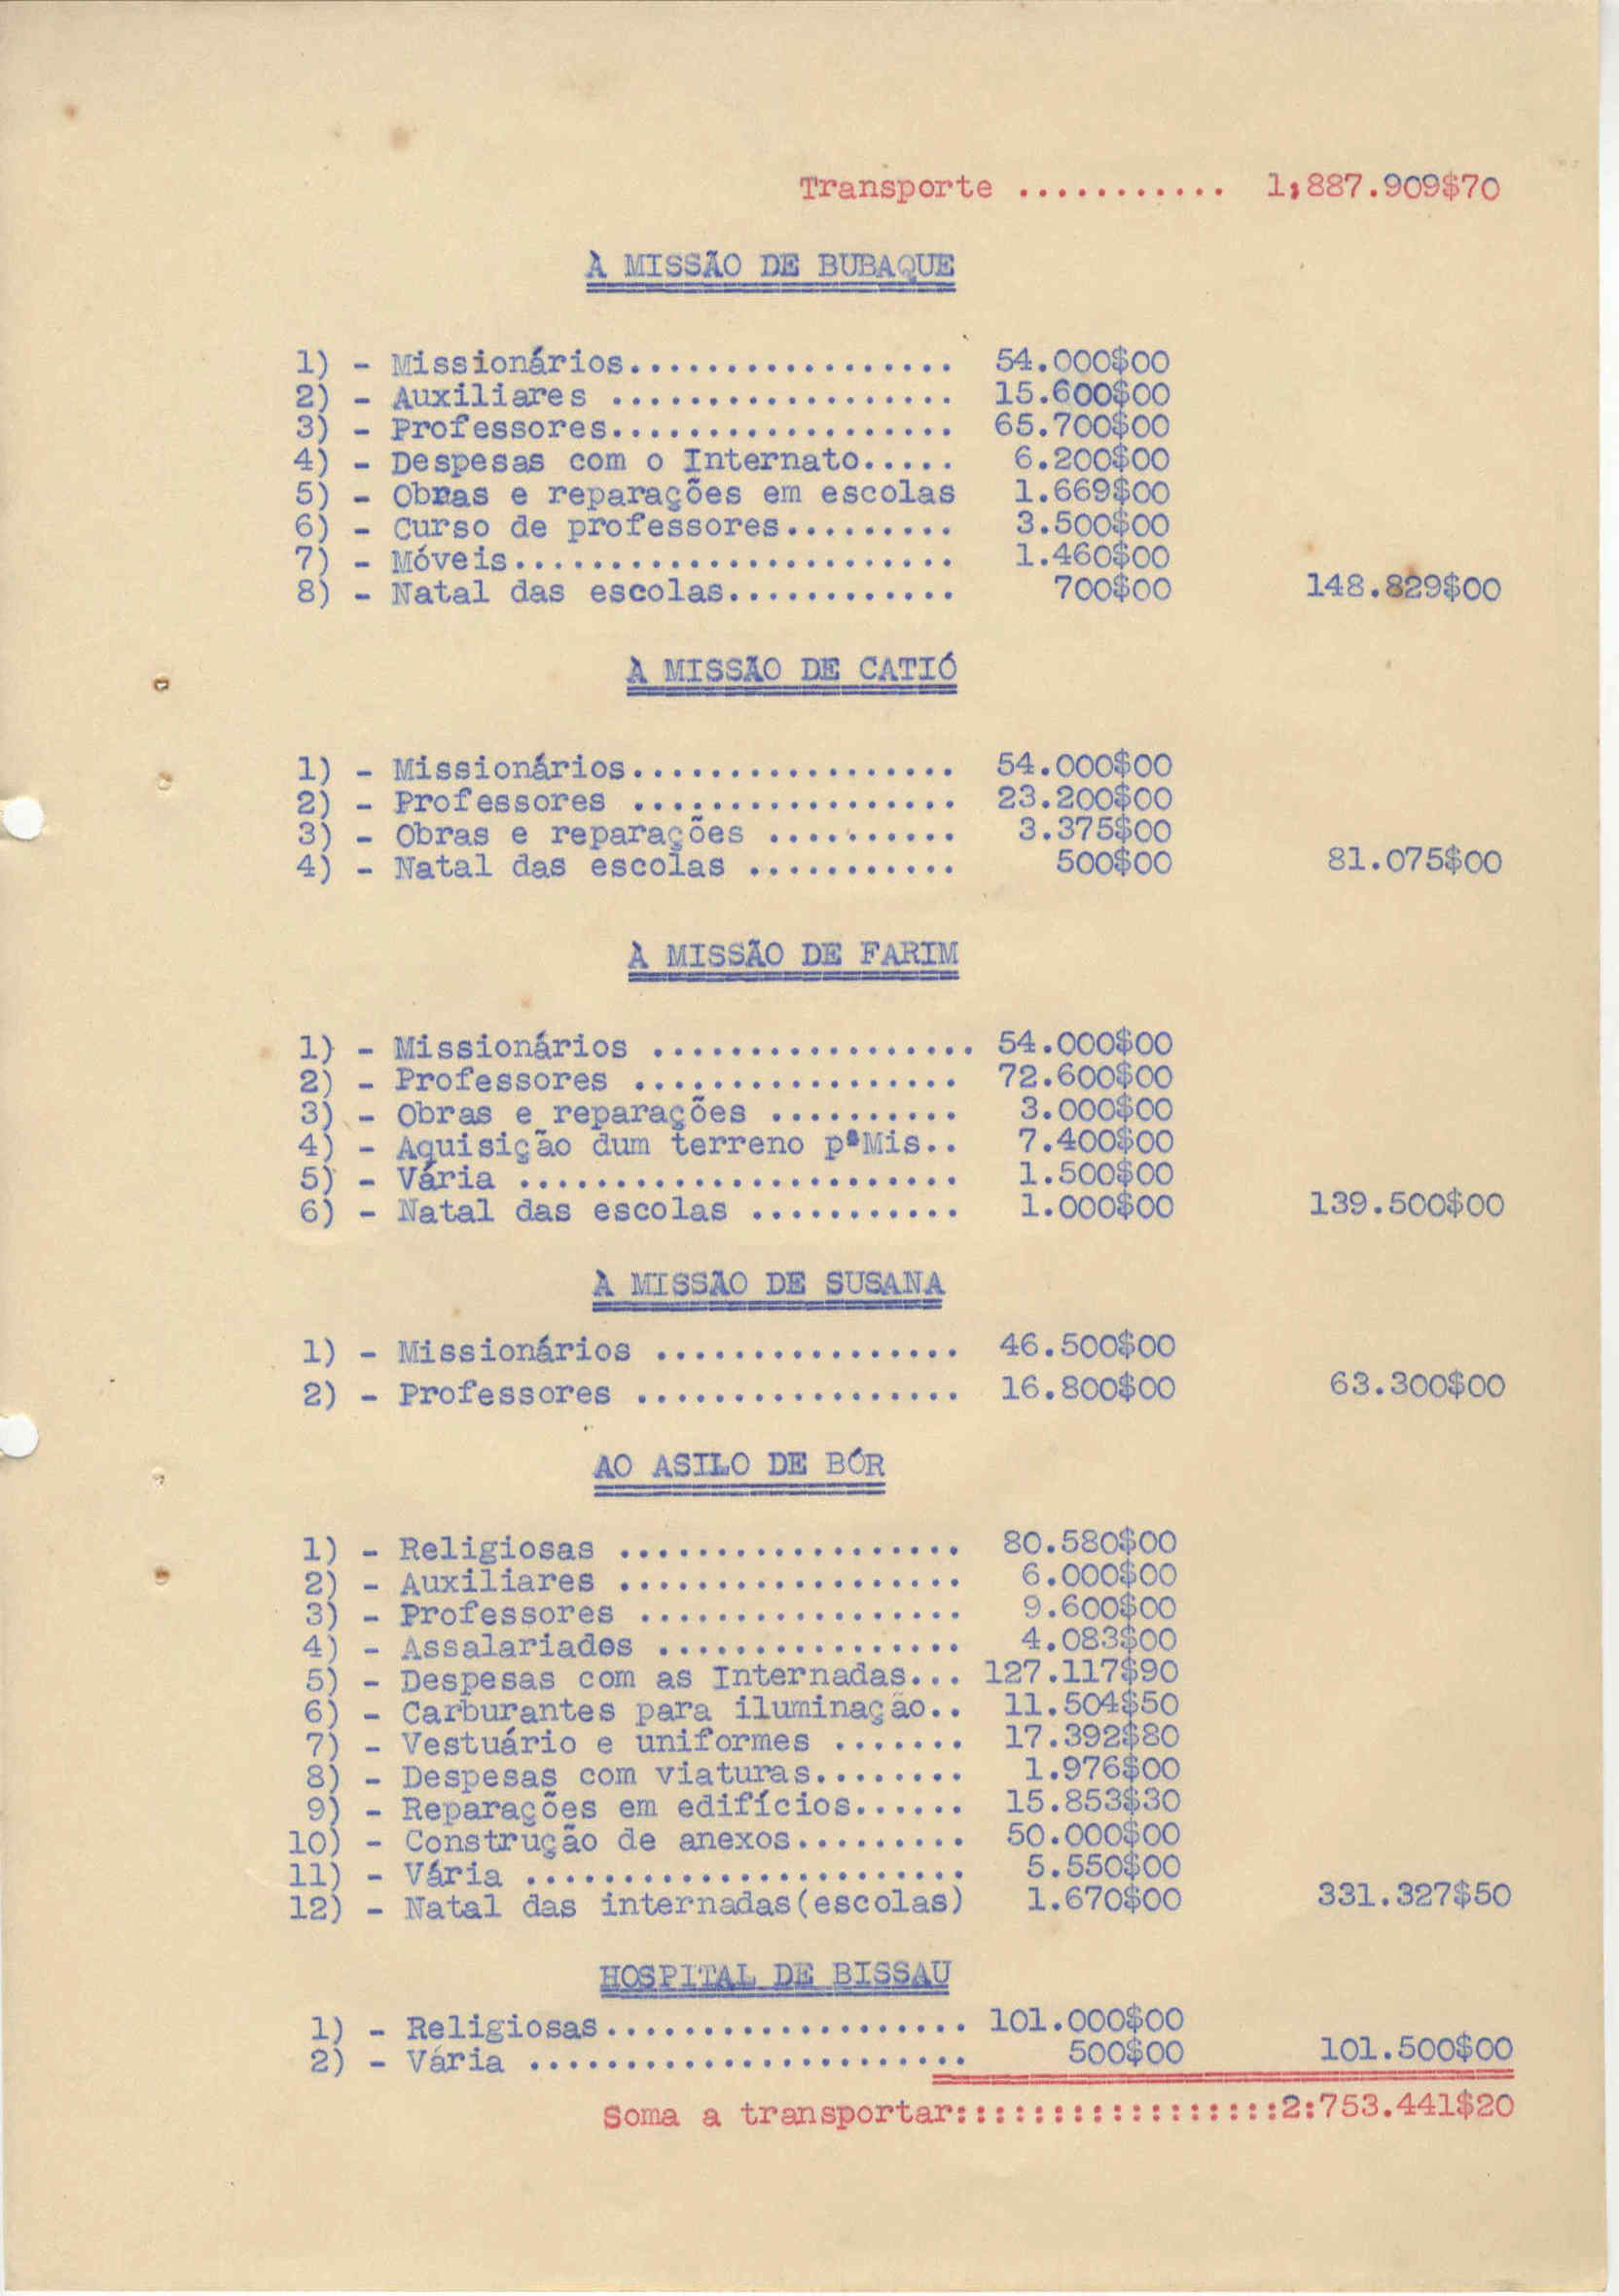 Transporte ........... 1;887.909$70
À MISSÃO DE BUBAQUE
1) - Missionários................. 54.000$00
2) - Auxiliares .................. 15.600$00
3) - Professores.................. 65.700$00
4) - Despesas com o Internato..... 6.200$00
5) - Obras e reparações em escolas 1.669$00
6) - Curso de professores......... 3.500$00
7) - Móveis....................... 1.460$00
8) - Natal das escolas............ 700$00 148.829$00
À MISSÃO DE CATIÓ
1) - Missionários................. 54.000$00
2) - Professores ................. 23.200$00
3) - Obras e reparações .......... 3.375$00
4) - Natal das escolas ........... 500$00 81.075$00
À MISSÃO DE FARIM
1) - Missionários ................. 54.000$00
2) - Professores ................. 72.600$00
3) - Obras e reparações .......... 3.000$00
4) - Aquisição dum terreno pªMis.. 7.400$00
5) - Vária ....................... 1.500$00
6) - Natal das escolas ........... 1.000$00 139.500$00
À MISSÃO DE SUSANA
1) - Missionários ................ 46.500$00
2) - Professores ................. 16.800$00 63.300$00
AO ASILO DE BÓR
1) - Religiosas .................. 80.580$00
2) - Auxiliares .................. 6.000$00
3) - Professores ................. 9.600$00
4) - Assalariados ................ 4.083$00
5) - Despesas com as Internadas... 127.117$90
6) - Carburantes para iluminação.. 11.504$50
7) - Vestuário e uniformes ....... 17.392$80
8) - Despesas com viaturas........ 1.976$00
9) - Reparações em edifícios...... 15.853$30
10) - Construção de anexos......... 50.000$00
11) - Vária ....................... 5.550$00
12) - Natal das internadas(escolas) 1.670$00 331.327$50
HOSPITAL DE BISSAU
1) - Religiosas................... 101.000$00
2) - Vária ....................... 500$00 101.500$00
Soma a transportar:::::::::::::::::2:753.441$20